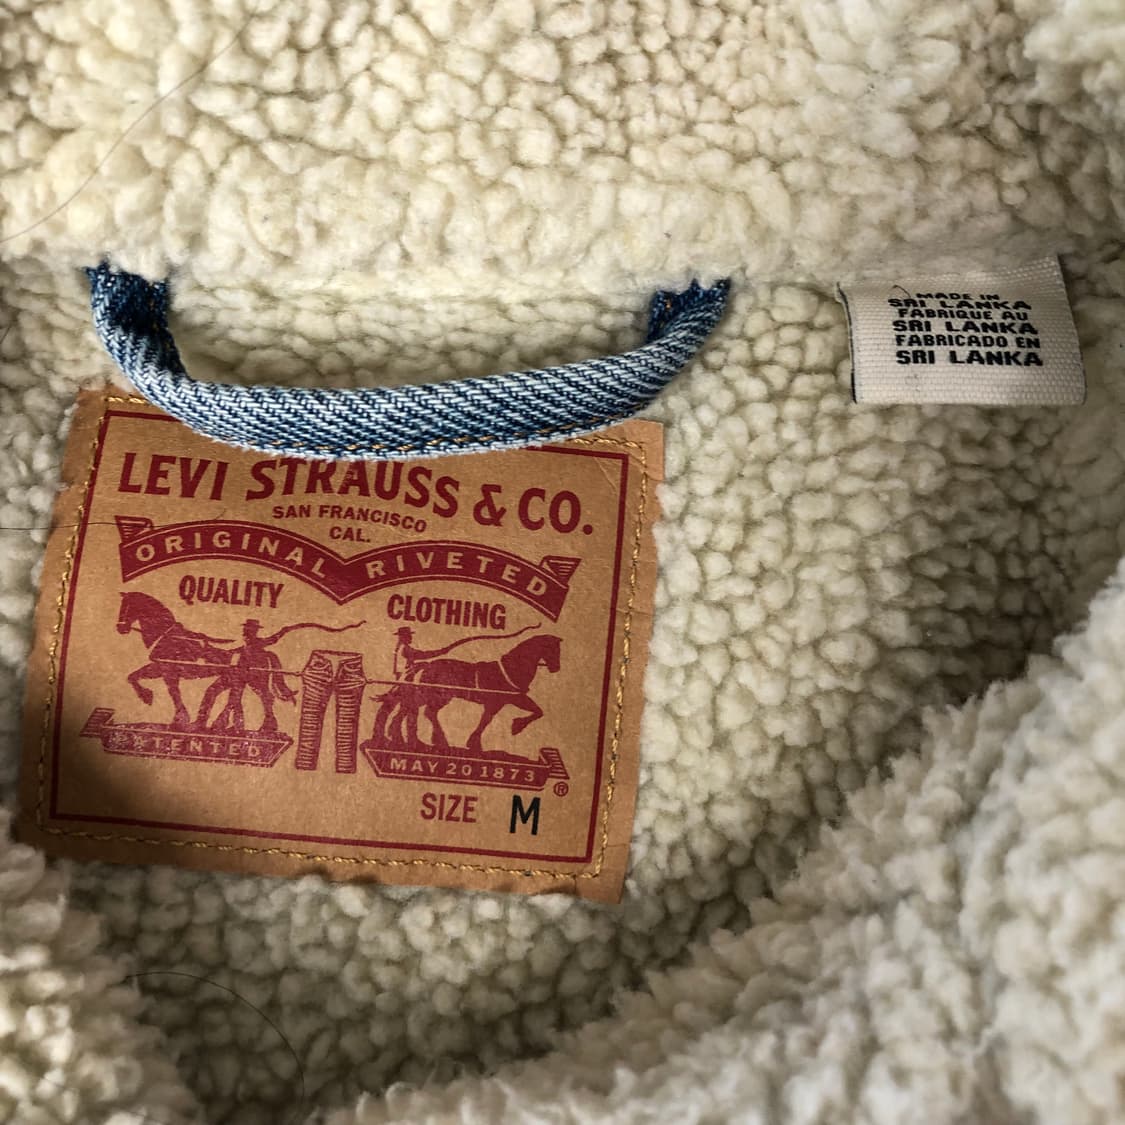 LEVI STRAUSS & CO.
SAN FRANCISCO
CAL.
ORIGINAL RIVETED
QUALITY CLOTHING
PATENTED MAY 20 1873 ®
SIZE M
MADE IN
SRI LANKA
FABRIQUE AU
SRI LANKA
FABRICADO EN
SRI LANKA